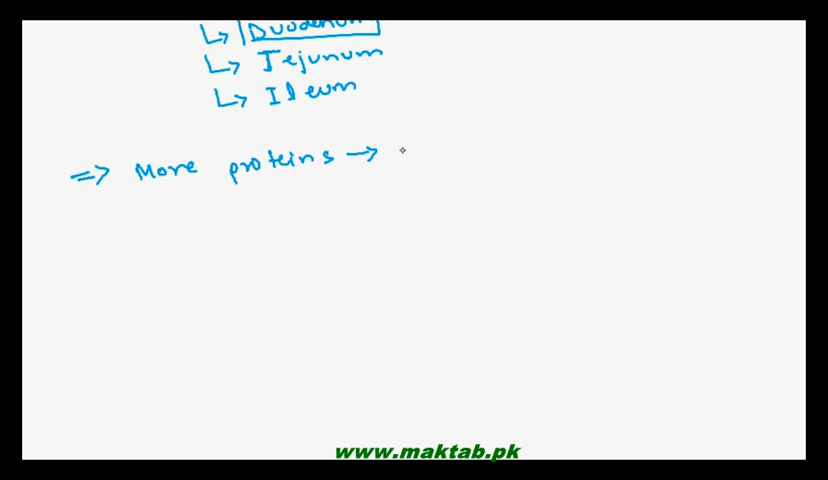 ↳ Duodenum
↳ Jejunum
↳ Ileum
=> More proteins →
www.maktab.pk